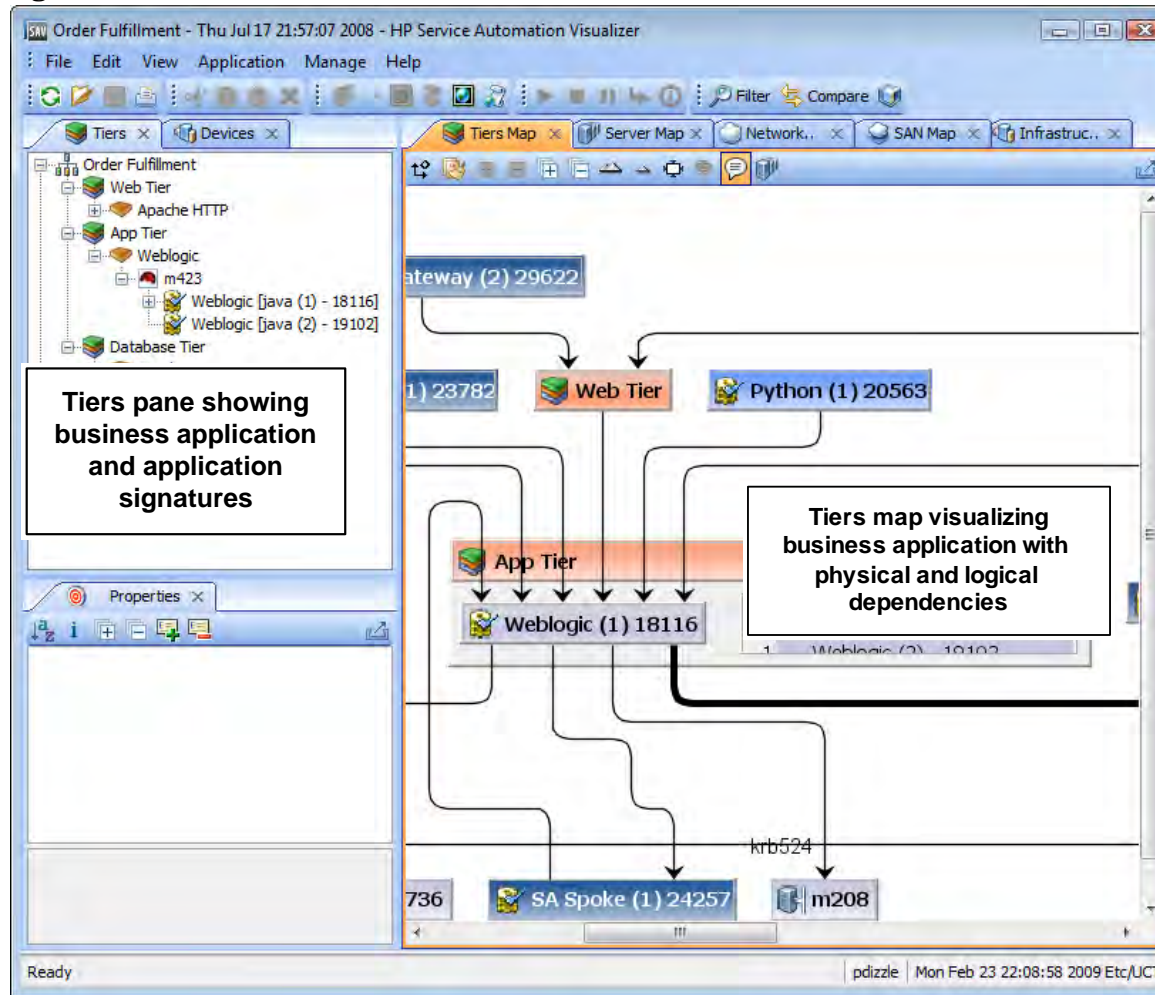 Order Fulfillment - Thu Jul 17 21:57:07 2008 - HP Service Automation Visualizer
File Edit View Application Manage Help
Filter Compare
Tiers Devices
Tiers Map Server Map Network.. SAN Map Infrastruc..
Order Fulfillment
Web Tier
Apache HTTP
App Tier
Weblogic
m423
Weblogic [java (1) - 18116]
Weblogic [java (2) - 19102]
Database Tier
Tiers pane showing
business application
and application
signatures
Properties
ateway (2) 29622
1) 23782
Web Tier
Python (1) 20563
App Tier
Weblogic (1) 18116
Tiers map visualizing
business application with
physical and logical
dependencies
1 Weblogic (2) - 19102
krb524
736
SA Spoke (1) 24257
m208
Ready
pdizzle Mon Feb 23 22:08:58 2009 Etc/UCT